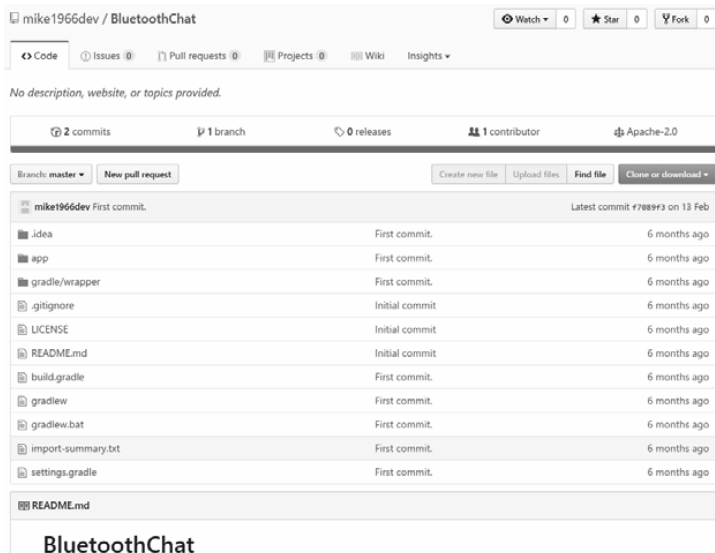 mike1966dev / BluetoothChat
Watch 0 Star 0 Fork 0
Code Issues 0 Pull requests 0 Projects 0 Wiki Insights
No description, website, or topics provided.
2 commits 1 branch 0 releases 1 contributor Apache-2.0
Branch: master New pull request Create new file Upload files Find file Clone or download
mike1966dev First commit. Latest commit f7089f3 on 13 Feb
.idea First commit. 6 months ago
app First commit. 6 months ago
gradle/wrapper First commit. 6 months ago
.gitignore Initial commit 6 months ago
LICENSE Initial commit 6 months ago
README.md Initial commit 6 months ago
build.gradle First commit. 6 months ago
gradlew First commit. 6 months ago
gradlew.bat First commit. 6 months ago
import-summary.txt First commit. 6 months ago
settings.gradle First commit. 6 months ago
README.md
BluetoothChat